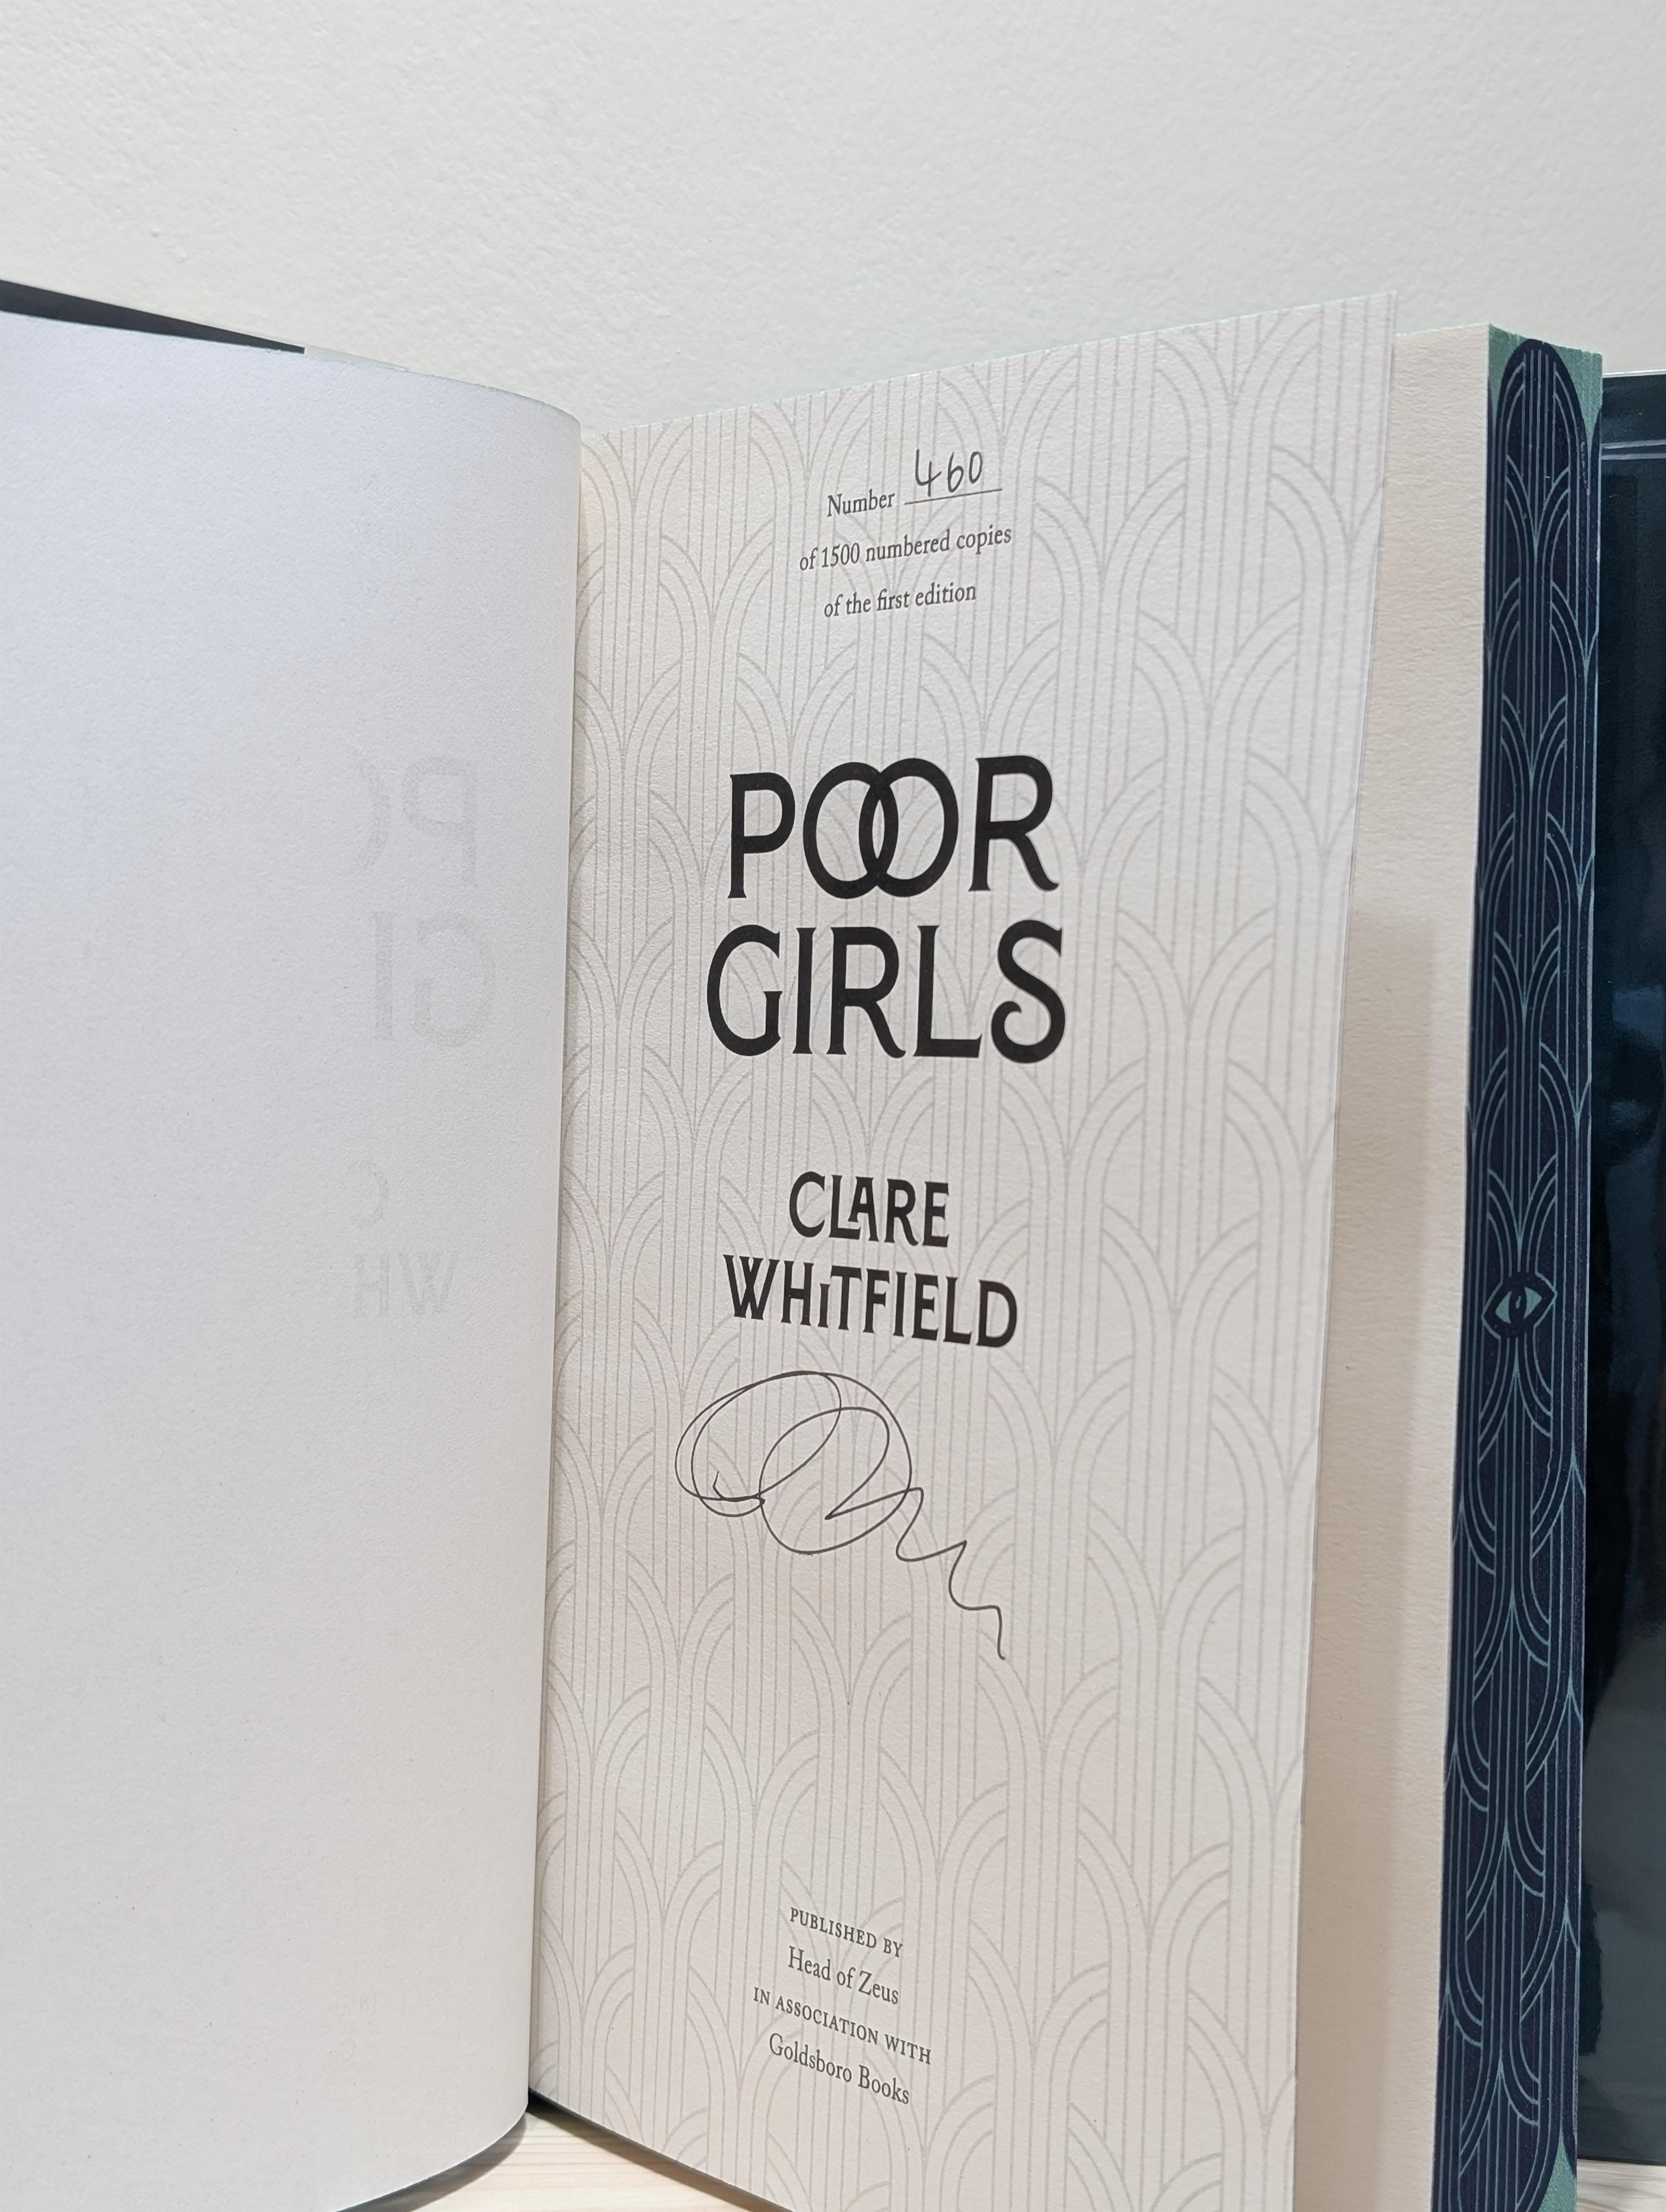 Number 460
of 1500 numbered copies
of the first edition
POOR
GIRLS
CLARE
WHiTFIELD
PUBLISHED BY
Head of Zeus
IN ASSOCIATION WITH
Goldsboro Books